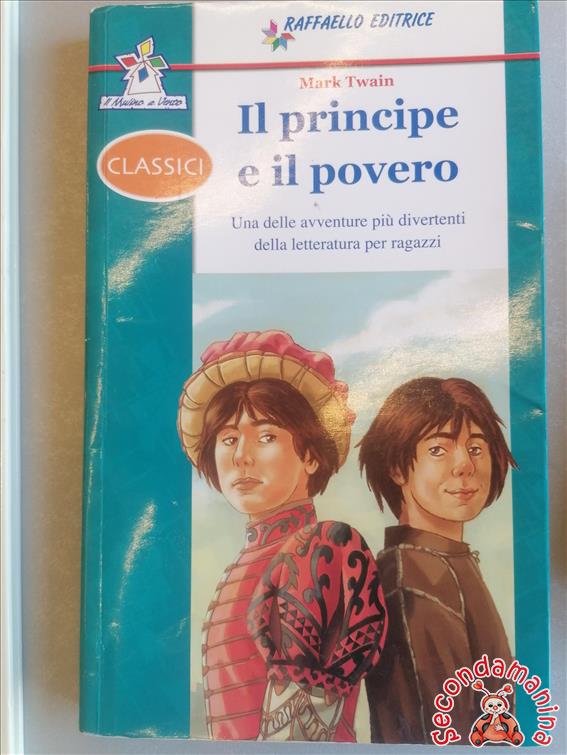 RAFFAELLO EDITRICE
Il Mulino a Vento
CLASSICI
Mark Twain
Il principe
e il povero
Una delle avventure più divertenti
della letteratura per ragazzi
Secondamanina